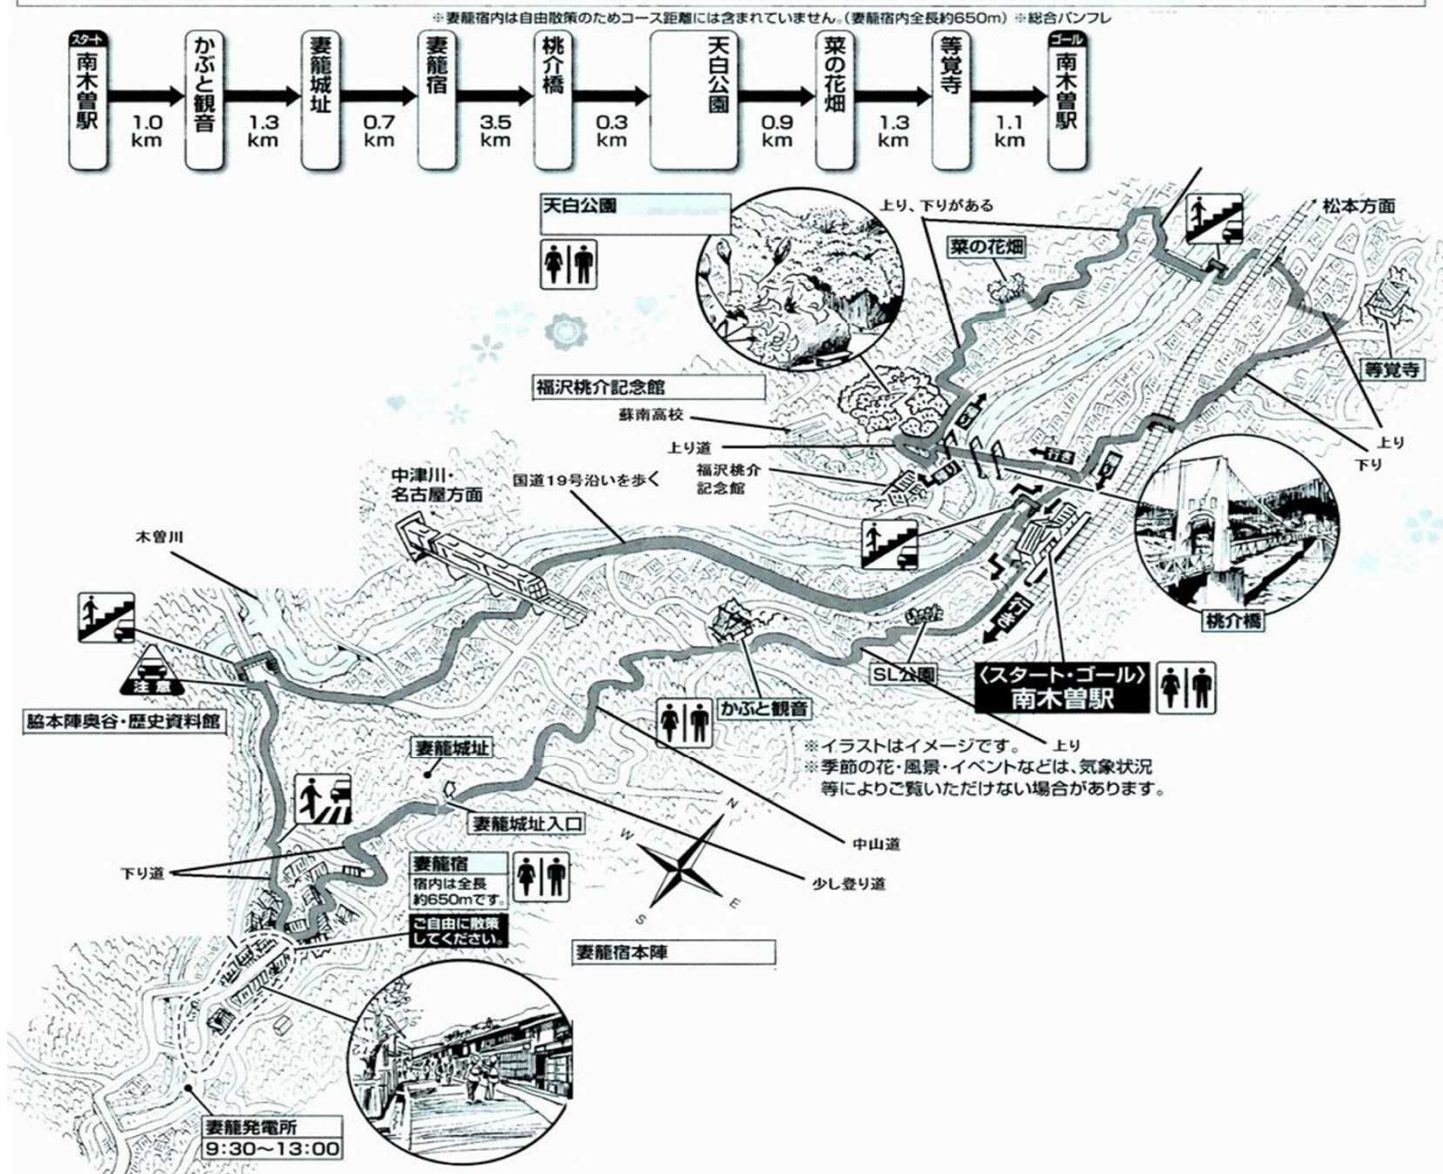 ※妻籠宿内は自由散策のためコース距離には含まれていません。(妻籠宿内全長約650m) ※総合パンフレ
スタート
南木曽駅
1.0
km
かぶと観音
1.3
km
妻籠城址
0.7
km
妻籠宿
3.5
km
桃介橋
0.3
km
天白公園
0.9
km
菜の花畑
1.3
km
等覚寺
1.1
km
ゴール
南木曽駅
天白公園
上り、下りがある
松本方面
菜の花畑
等覚寺
福沢桃介記念館
蘇南高校
上り道
福沢桃介
記念館
帰り
帰り
行き
帰り
上り
下り
中津川・
名古屋方面
国道19号沿いを歩く
木曽川
桃介橋
行き
注意
脇本陣奥谷・歴史資料館
SL公園
〈スタート・ゴール〉
南木曽駅
かぶと観音
上り
妻籠城址
※イラストはイメージです。
※季節の花・風景・イベントなどは、気象状況
等によりご覧いただけない場合があります。
妻籠城址入口
中山道
下り道
妻籠宿
宿内は全長
約650mです。
ご自由に散策
してください。
少し登り道
N
W
E
S
妻籠宿本陣
妻籠発電所
9:30〜13:00